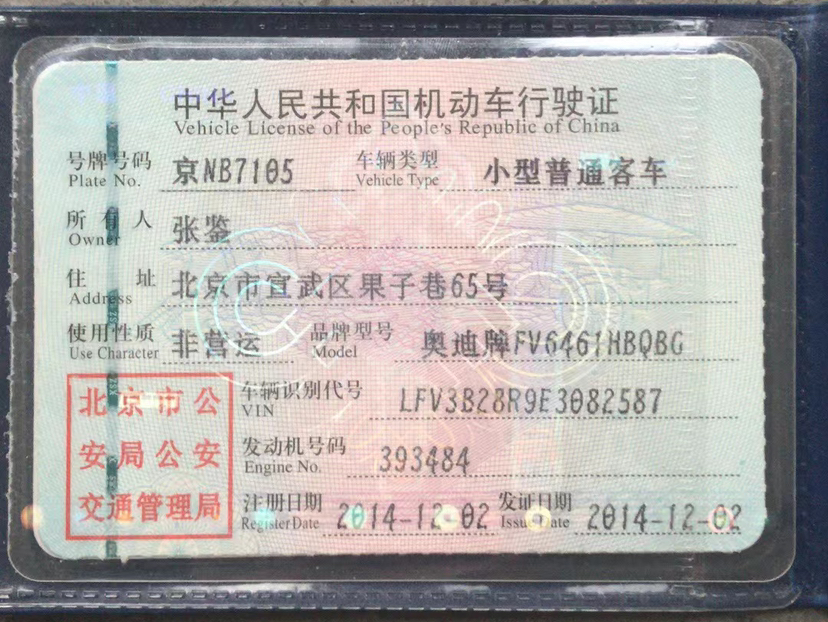 中华人民共和国机动车行驶证
Vehicle License of the People's Republic of China
号牌号码 京NB7105 车辆类型 小型普通客车
Plate No. Vehicle Type
所有人 张鉴
Owner
住址 北京市宣武区果子巷65号
Address
使用性质 非营运 品牌型号 奥迪牌FV6461HBQBG
Use Character Model
车辆识别代号 LFV3B28R9E3082587
VIN
发动机号码 393484
Engine No.
注册日期 2014-12-02 发证日期 2014-12-02
Register Date Issue Date
北京市公
安局公安
交通管理局